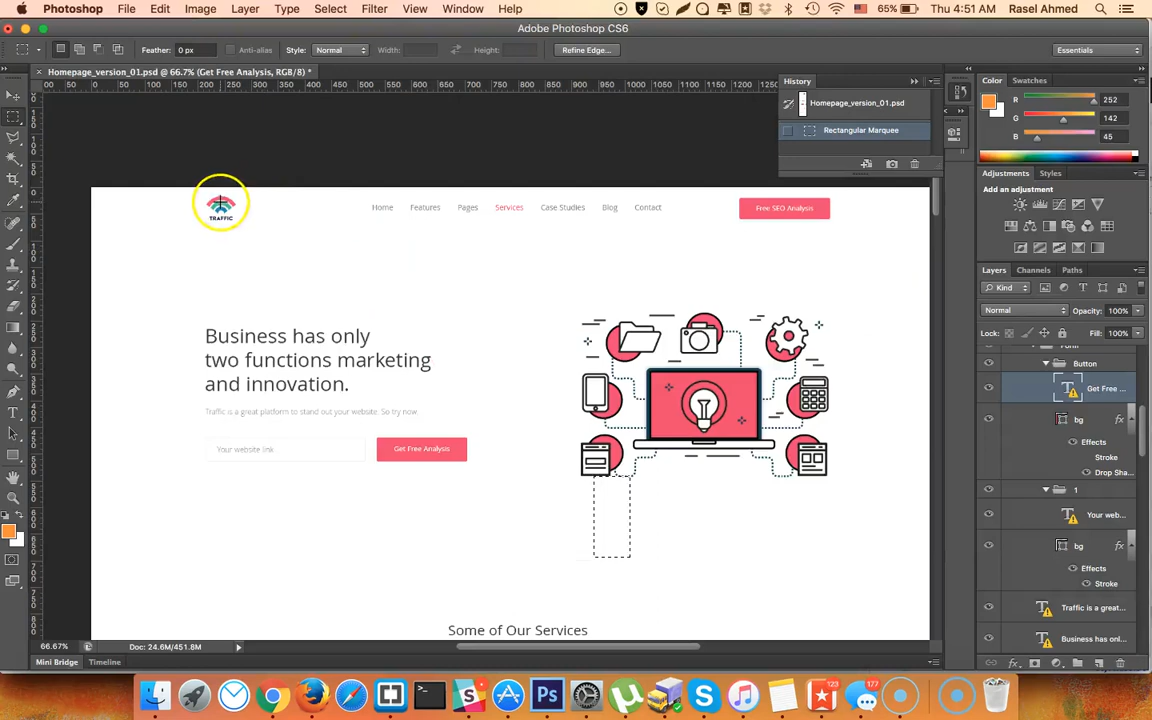 Photoshop File Edit Image Layer Type Select Filter View Window Help 65% Thu 4:51 AM Rasel Ahmed
Adobe Photoshop CS6
Feather: 0 px Anti-alias Style: Normal Width: Height: Refine Edge... Essentials
Homepage_version_01.psd @ 66.7% (Get Free Analysis, RGB/8) *
History
Homepage_version_01.psd
Rectangular Marquee
Color Swatches
R 252
G 142
B 45
Adjustments Styles
Add an adjustment
Layers Channels Paths
Kind
Normal Opacity: 100%
Lock: Fill: 100%
Button
Get Free ...
bg fx
Effects
Stroke
Drop Sha...
1
Your web...
bg fx
Effects
Stroke
Traffic is a great...
Business has onl...
TRAFFIC
Home Features Pages Services Case Studies Blog Contact Free SEO Analysis
Business has only
two functions marketing
and innovation.
Traffic is a great platform to stand out your website. So try now.
Your website link Get Free Analysis
Some of Our Services
66.67% Doc: 24.6M/451.8M
Mini Bridge Timeline
Ps
123
177